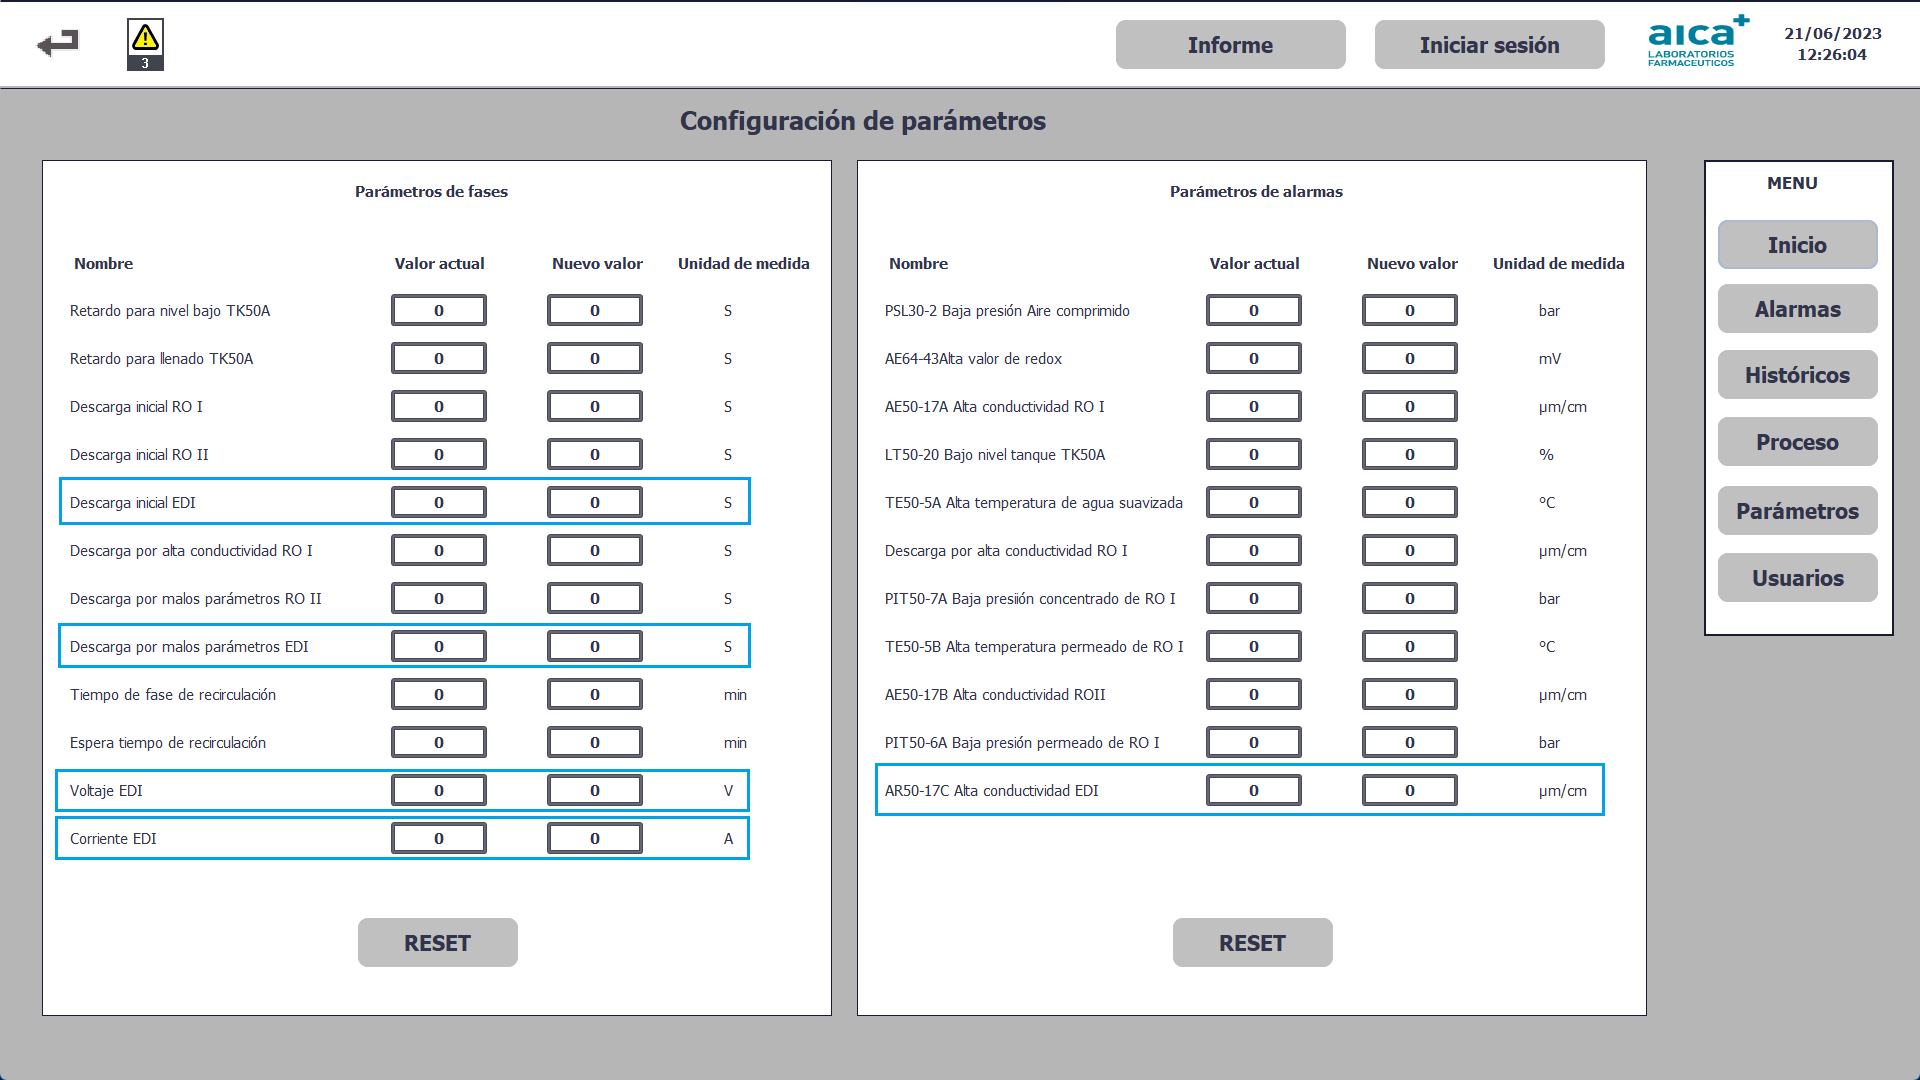 3
Informe
Iniciar sesión
aica+
LABORATORIOS
FARMACEUTICOS
21/06/2023
12:26:04
Configuración de parámetros
Parámetros de fases
Nombre Valor actual Nuevo valor Unidad de medida
Retardo para nivel bajo TK50A 0 0 S
Retardo para llenado TK50A 0 0 S
Descarga inicial RO I 0 0 S
Descarga inicial RO II 0 0 S
Descarga inicial EDI 0 0 S
Descarga por alta conductividad RO I 0 0 S
Descarga por malos parámetros RO II 0 0 S
Descarga por malos parámetros EDI 0 0 S
Tiempo de fase de recirculación 0 0 min
Espera tiempo de recirculación 0 0 min
Voltaje EDI 0 0 V
Corriente EDI 0 0 A
RESET
Parámetros de alarmas
Nombre Valor actual Nuevo valor Unidad de medida
PSL30-2 Baja presión Aire comprimido 0 0 bar
AE64-43Alta valor de redox 0 0 mV
AE50-17A Alta conductividad RO I 0 0 µm/cm
LT50-20 Bajo nivel tanque TK50A 0 0 %
TE50-5A Alta temperatura de agua suavizada 0 0 ºC
Descarga por alta conductividad RO I 0 0 µm/cm
PIT50-7A Baja presiión concentrado de RO I 0 0 bar
TE50-5B Alta temperatura permeado de RO I 0 0 ºC
AE50-17B Alta conductividad ROII 0 0 µm/cm
PIT50-6A Baja presión permeado de RO I 0 0 bar
AR50-17C Alta conductividad EDI 0 0 µm/cm
RESET
MENU
Inicio
Alarmas
Históricos
Proceso
Parámetros
Usuarios